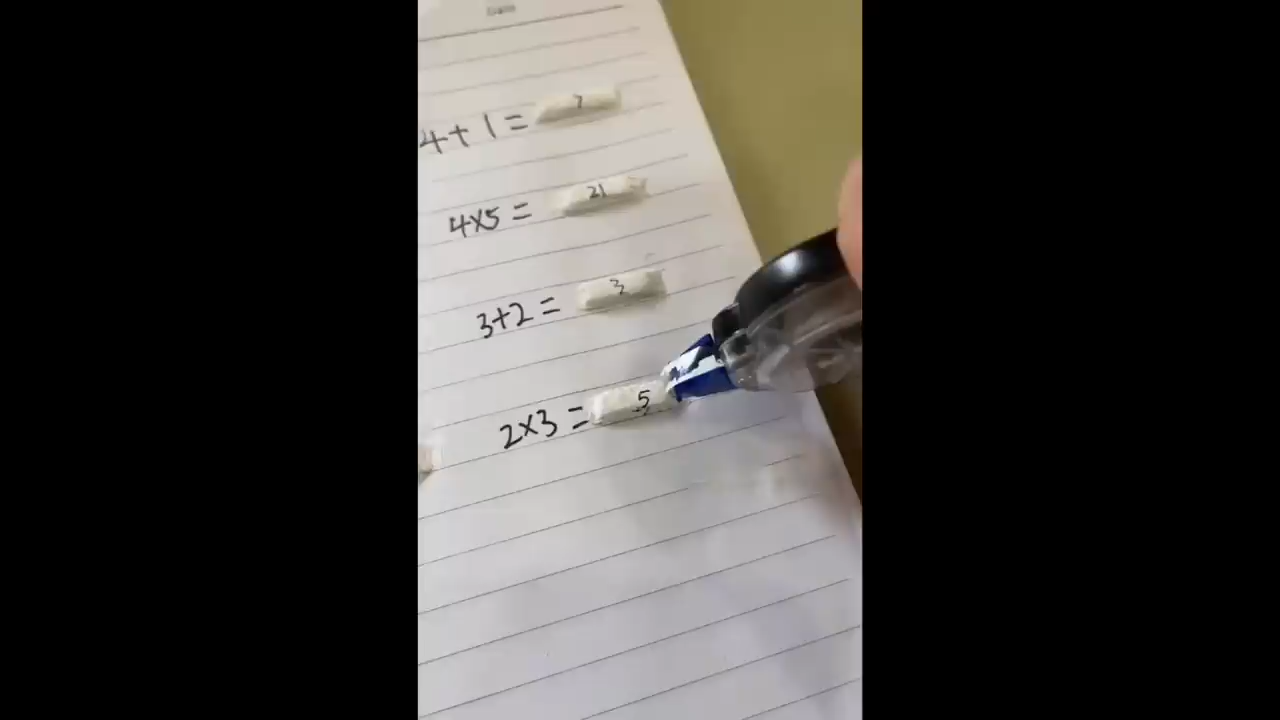 4+1= 7
4x5= 21
3+2= 3
2x3= 5